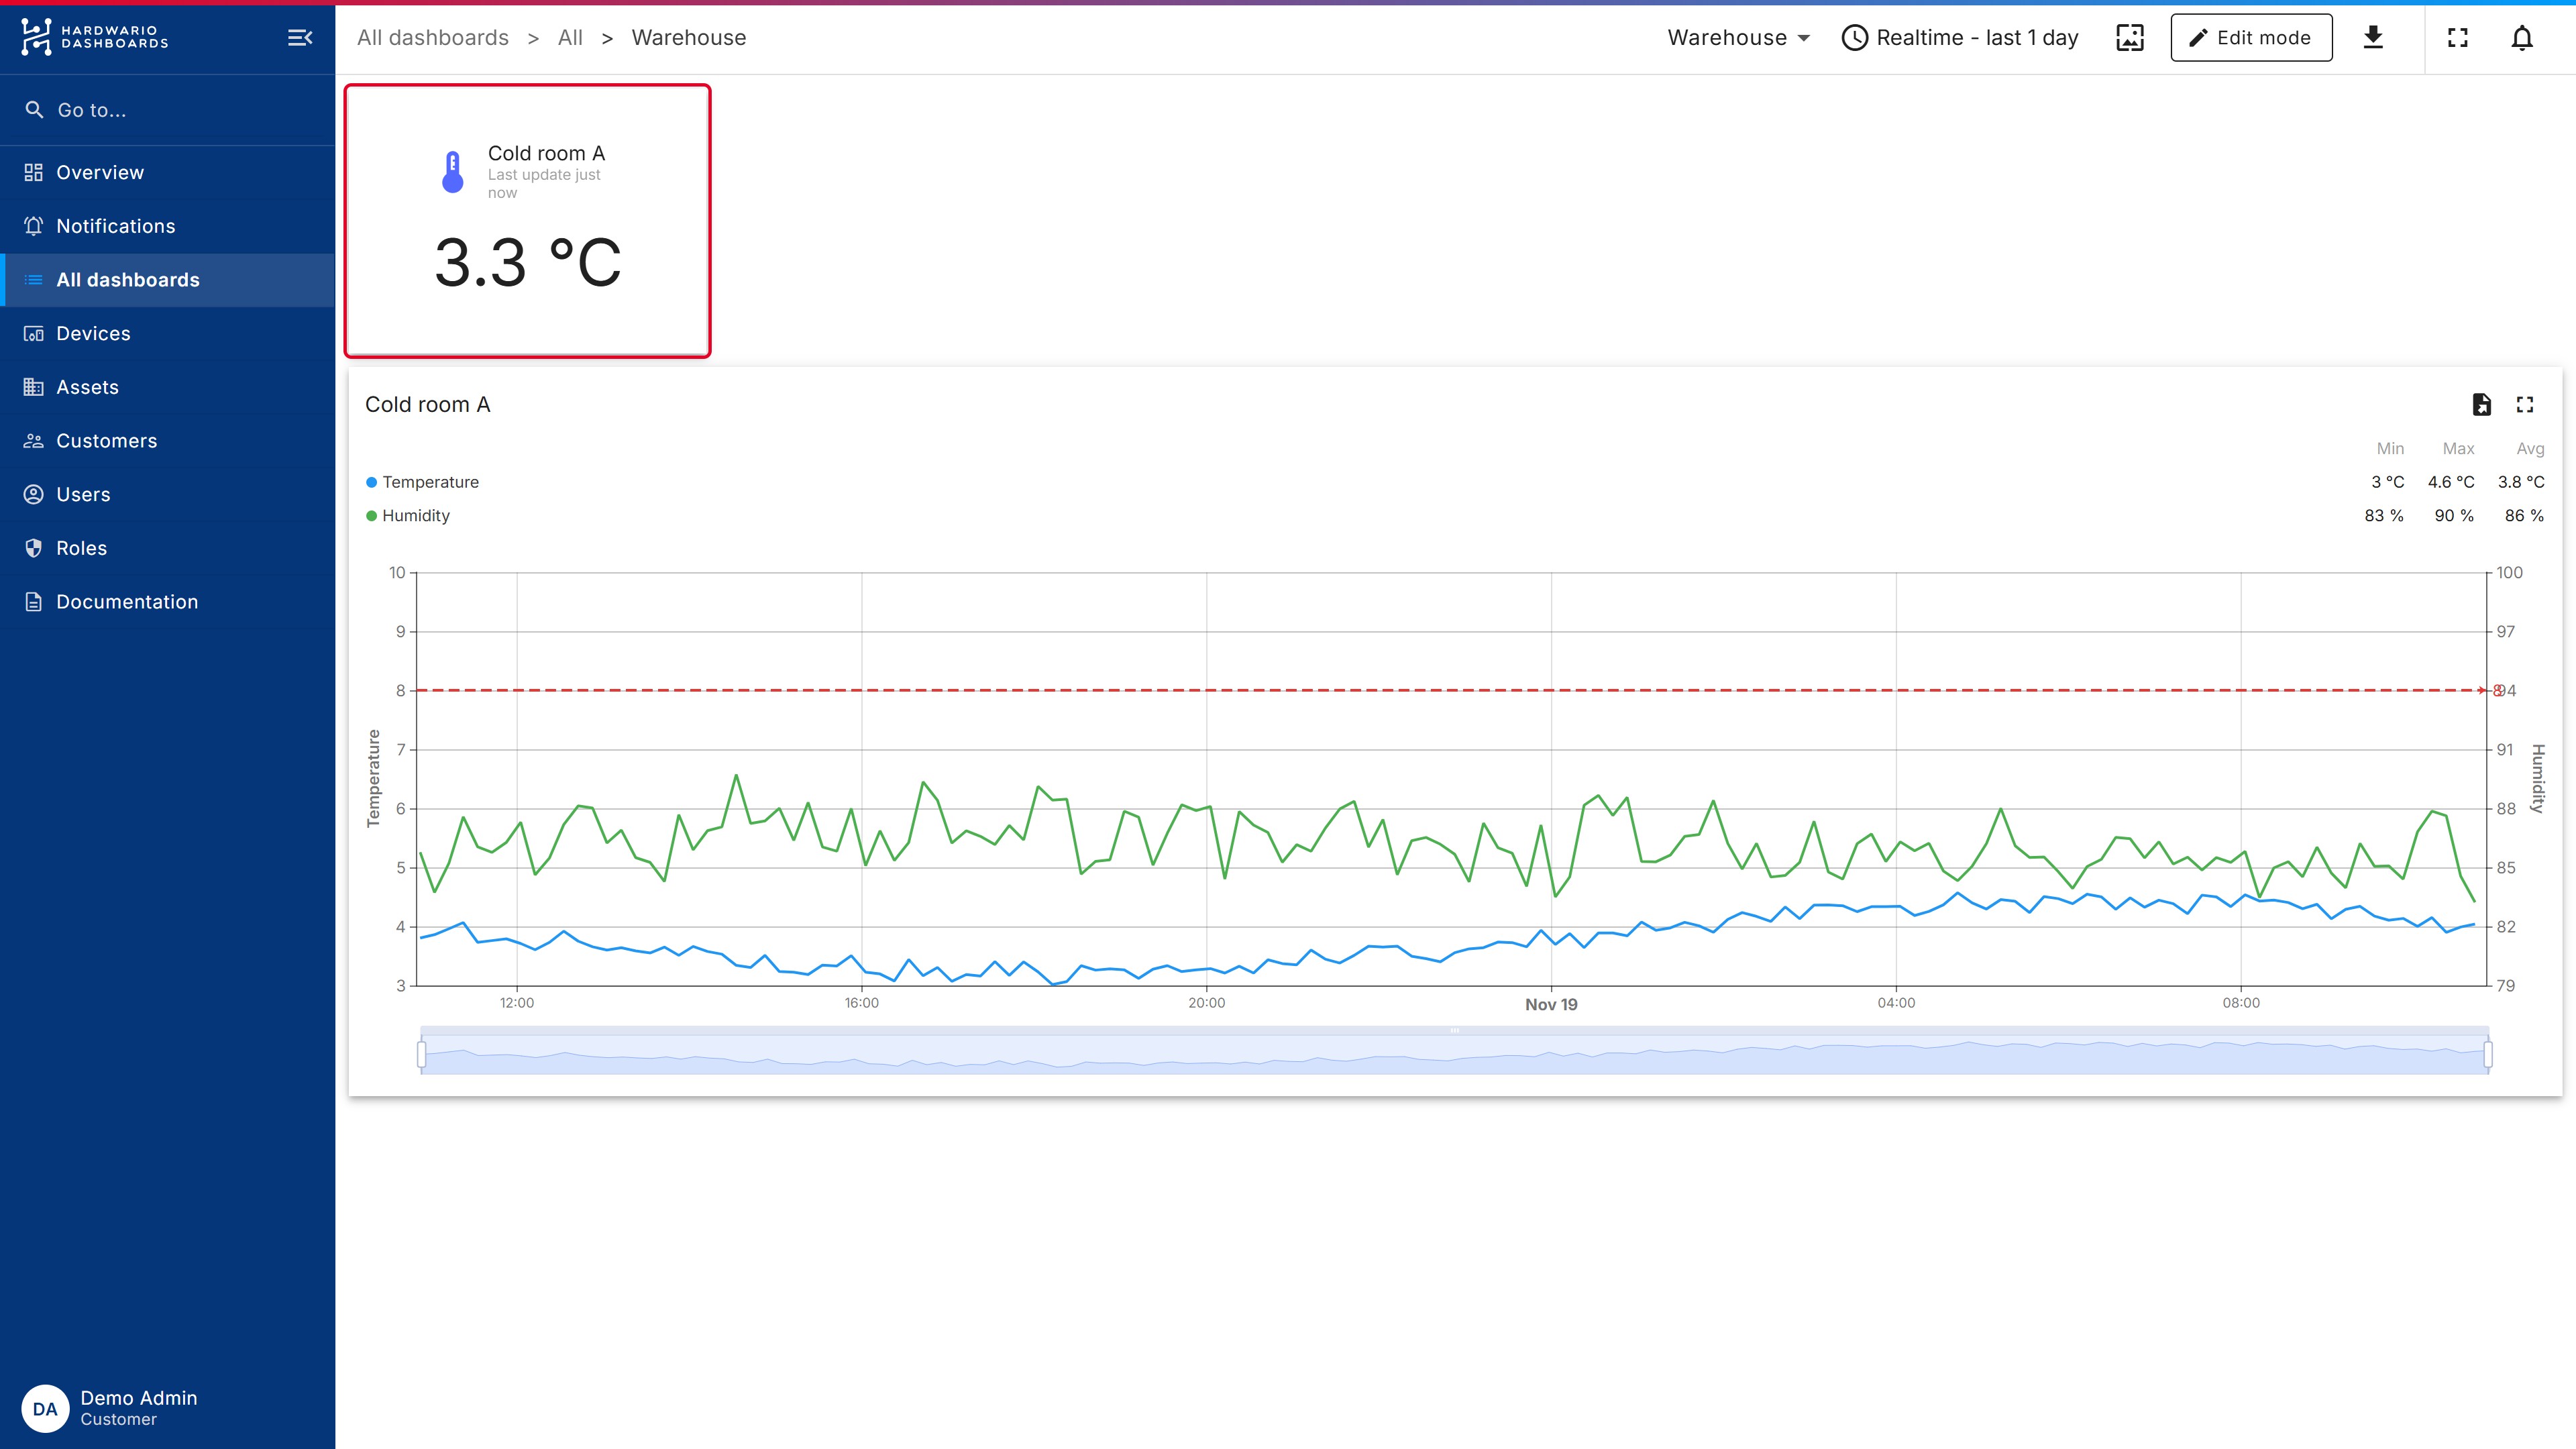 HARDWARIO
DASHBOARDS
All dashboards > All > Warehouse
Warehouse
Realtime - last 1 day
Edit mode
Go to...
Overview
Notifications
All dashboards
Devices
Assets
Customers
Users
Roles
Documentation
DA
Demo Admin
Customer
Cold room A
Last update just
now
3.3 °C
Cold room A
Min Max Avg
Temperature 3 °C 4.6 °C 3.8 °C
Humidity 83 % 90 % 86 %
Temperature
10
9
8
7
6
5
4
3
100
97
8
94
91
88
85
82
79
Humidity
12:00 16:00 20:00 Nov 19 04:00 08:00